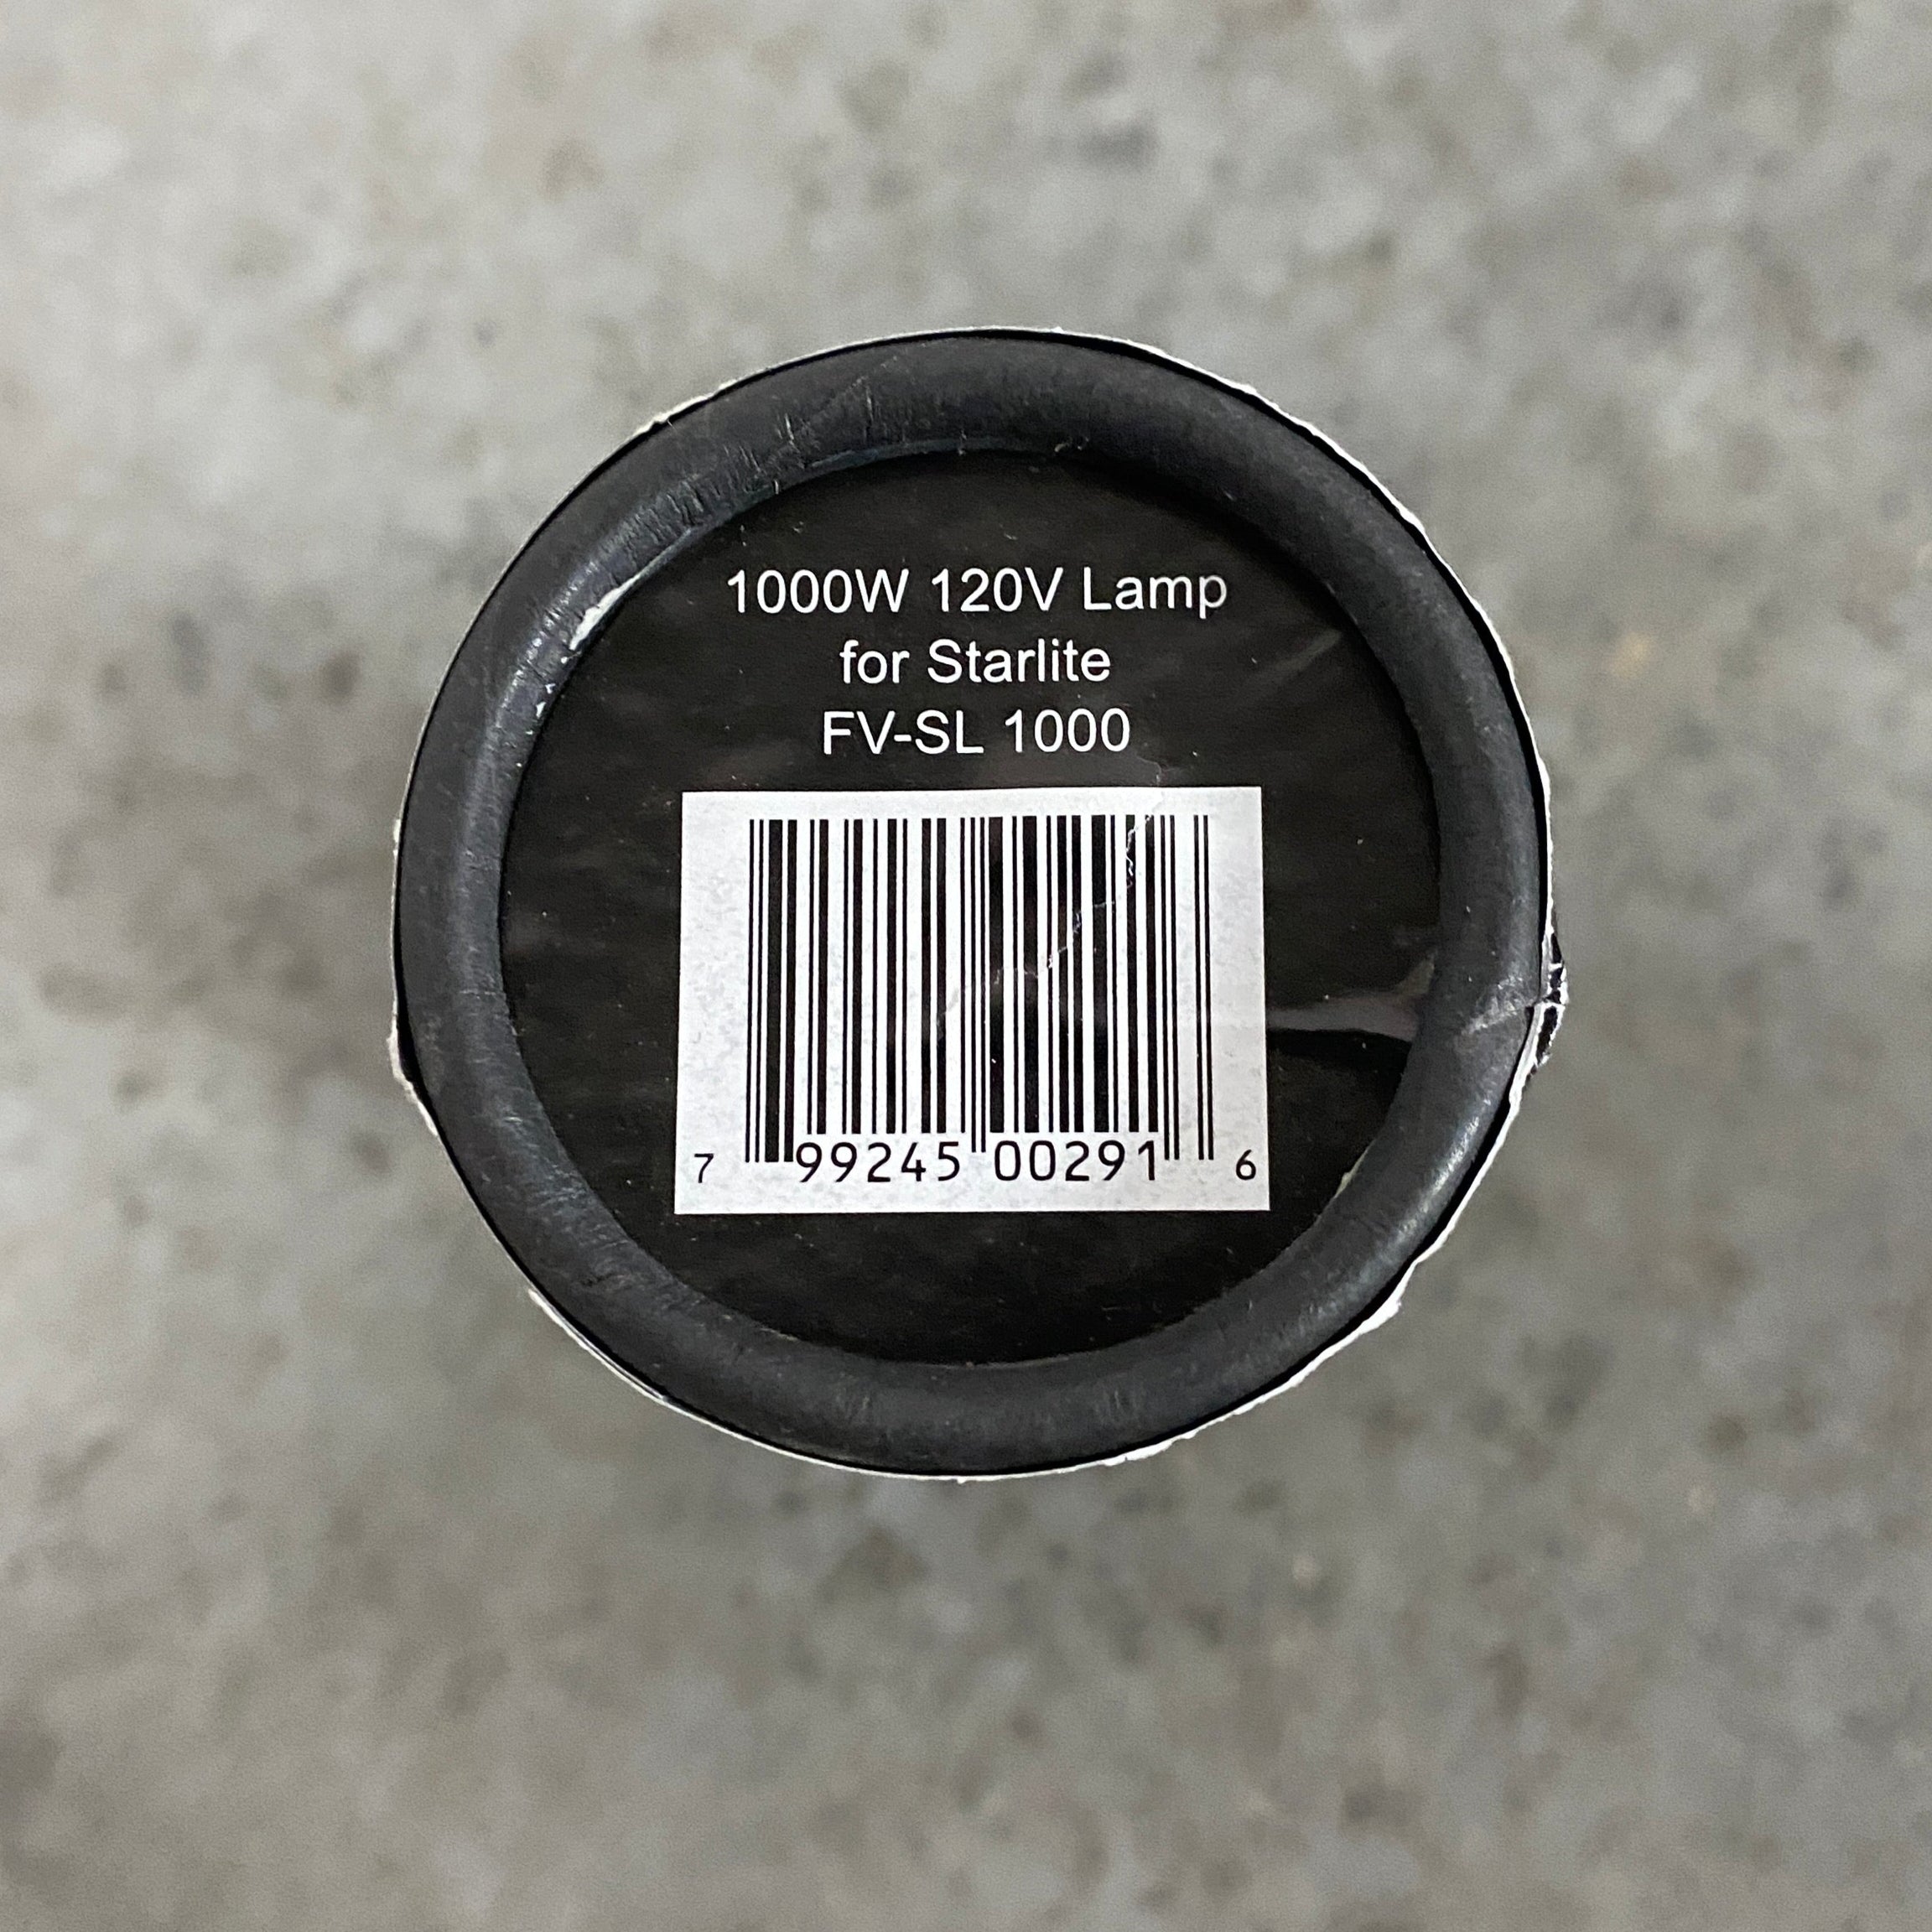 1000W 120V Lamp
for Starlite
FV-SL 1000
7 99245 00291 6